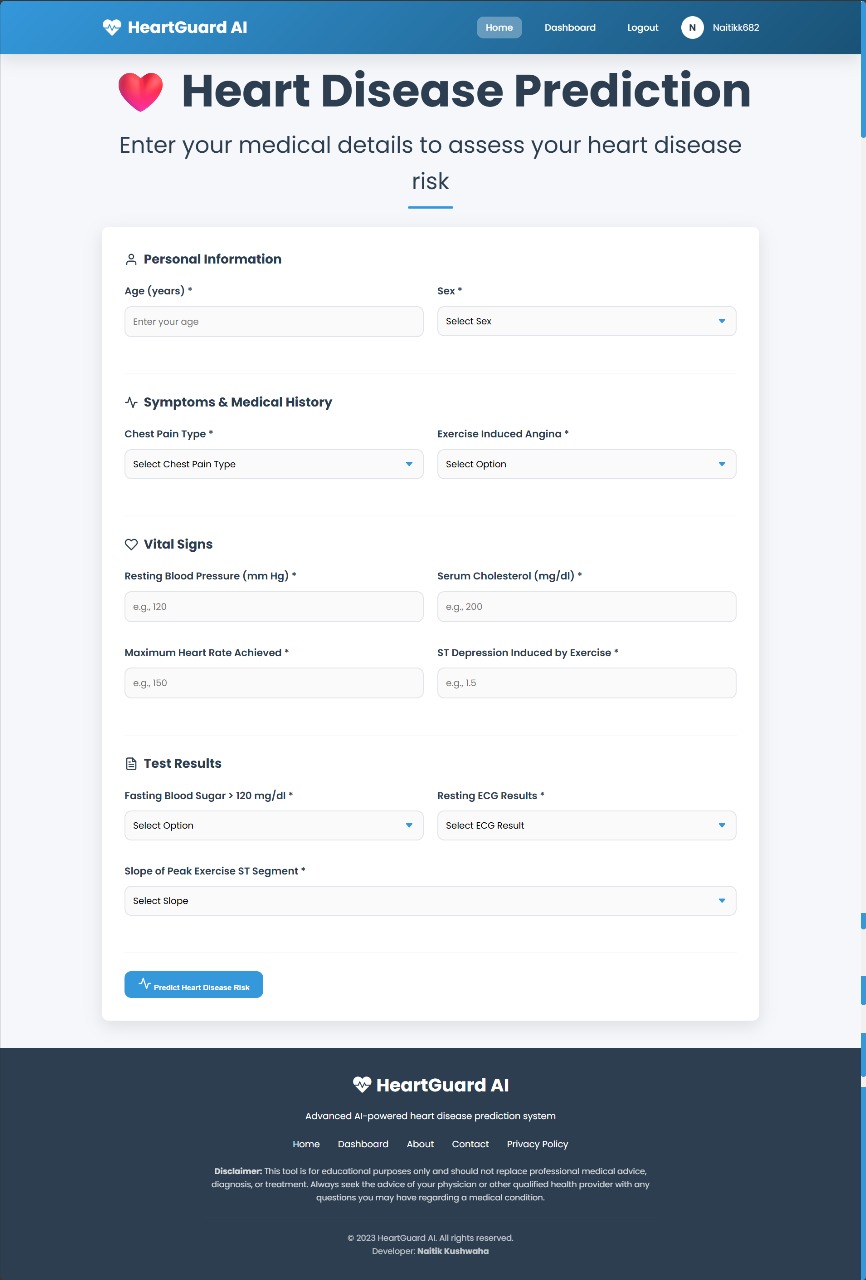 HeartGuard AI
Home Dashboard Logout N Naitikk682
Heart Disease Prediction
Enter your medical details to assess your heart disease
risk
Personal Information
Age (years) * Sex *
Enter your age Select Sex
Symptoms & Medical History
Chest Pain Type * Exercise Induced Angina *
Select Chest Pain Type Select Option
Vital Signs
Resting Blood Pressure (mm Hg) * Serum Cholesterol (mg/dl) *
e.g., 120 e.g., 200
Maximum Heart Rate Achieved * ST Depression Induced by Exercise *
e.g., 150 e.g., 1.5
Test Results
Fasting Blood Sugar > 120 mg/dl * Resting ECG Results *
Select Option Select ECG Result
Slope of Peak Exercise ST Segment *
Select Slope
Predict Heart Disease Risk
HeartGuard AI
Advanced AI-powered heart disease prediction system
Home Dashboard About Contact Privacy Policy
Disclaimer: This tool is for educational purposes only and should not replace professional medical advice,
diagnosis, or treatment. Always seek the advice of your physician or other qualified health provider with any
questions you may have regarding a medical condition.
© 2023 HeartGuard AI. All rights reserved.
Developer: Naitik Kushwaha